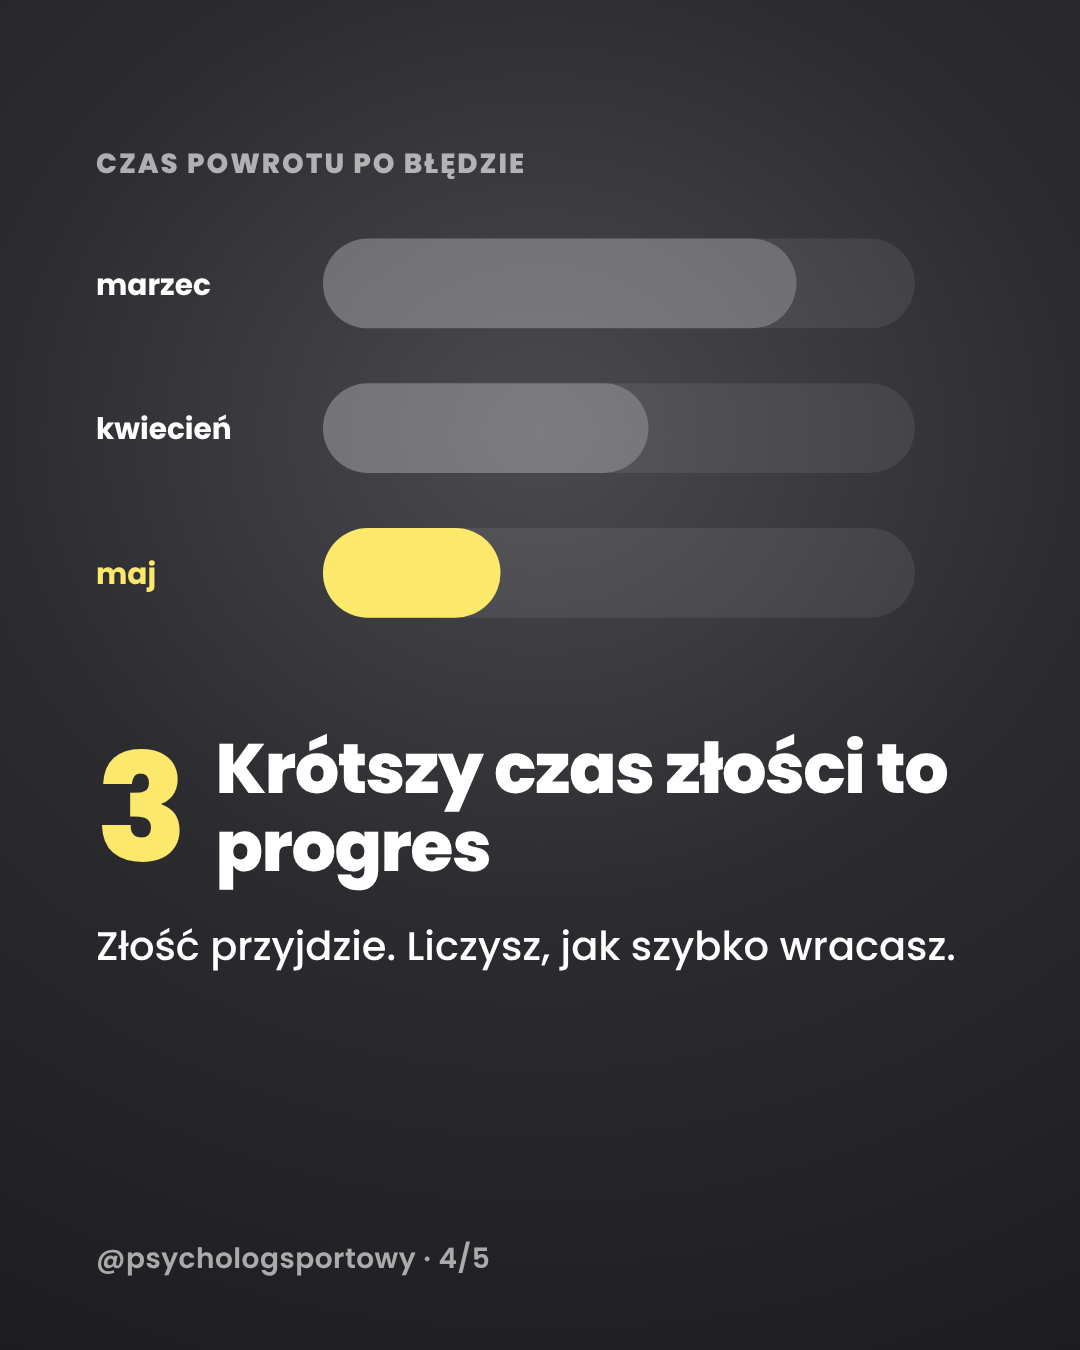 CZAS POWROTU PO BŁĘDZIE
marzec
kwiecień
maj
3 Krótszy czas złości to
progres
Złość przyjdzie. Liczysz, jak szybko wracasz.
@psychologsportowy · 4/5